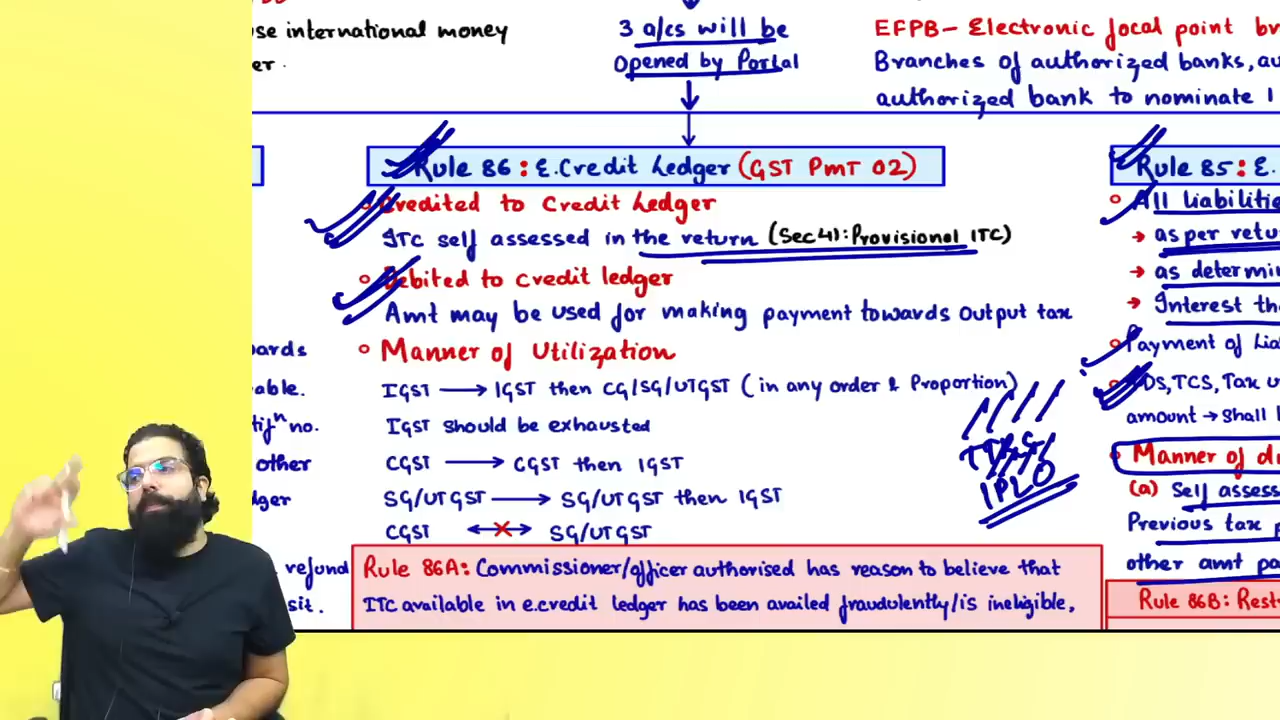 use international money
er.
3 a/cs will be
Opened by Portal
EFPB- Electronic focal point br
Branches of authorized banks, au
authorized bank to nominate 1
Rule 86: E.Credit Ledger (GST PMT 02)
Credited to Credit Ledger
ITC self assessed in the return (Sec41): Provisional ITC)
Debited to credit ledger
Amt may be used for making payment towards Output tax
Manner of Utilization
IGST → IGST then CG/SG/UTGST (in any order & Proportion)
IGST should be exhausted
CGST → CGST then IGST
SG/UTGST → SG/UTGST then IGST
CGST ↔ SG/UTGST
IPLO
Rule 86A: Commissioner/officer authorised has reason to believe that
ITC available in e.credit ledger has been availed fraudulently/is ineligible,
ards
able.
tifⁿ no.
other
dger
refund
sit.
Rule 85: E.
All liabilitie
→ as per retu
→ as determi
→ Interest th
Payment of Lia
TDS, TCS, Tax u
amount → shall
Manner of di
(a) Self assess
Previous tax p
other amt pa
Rule 86B: Rest